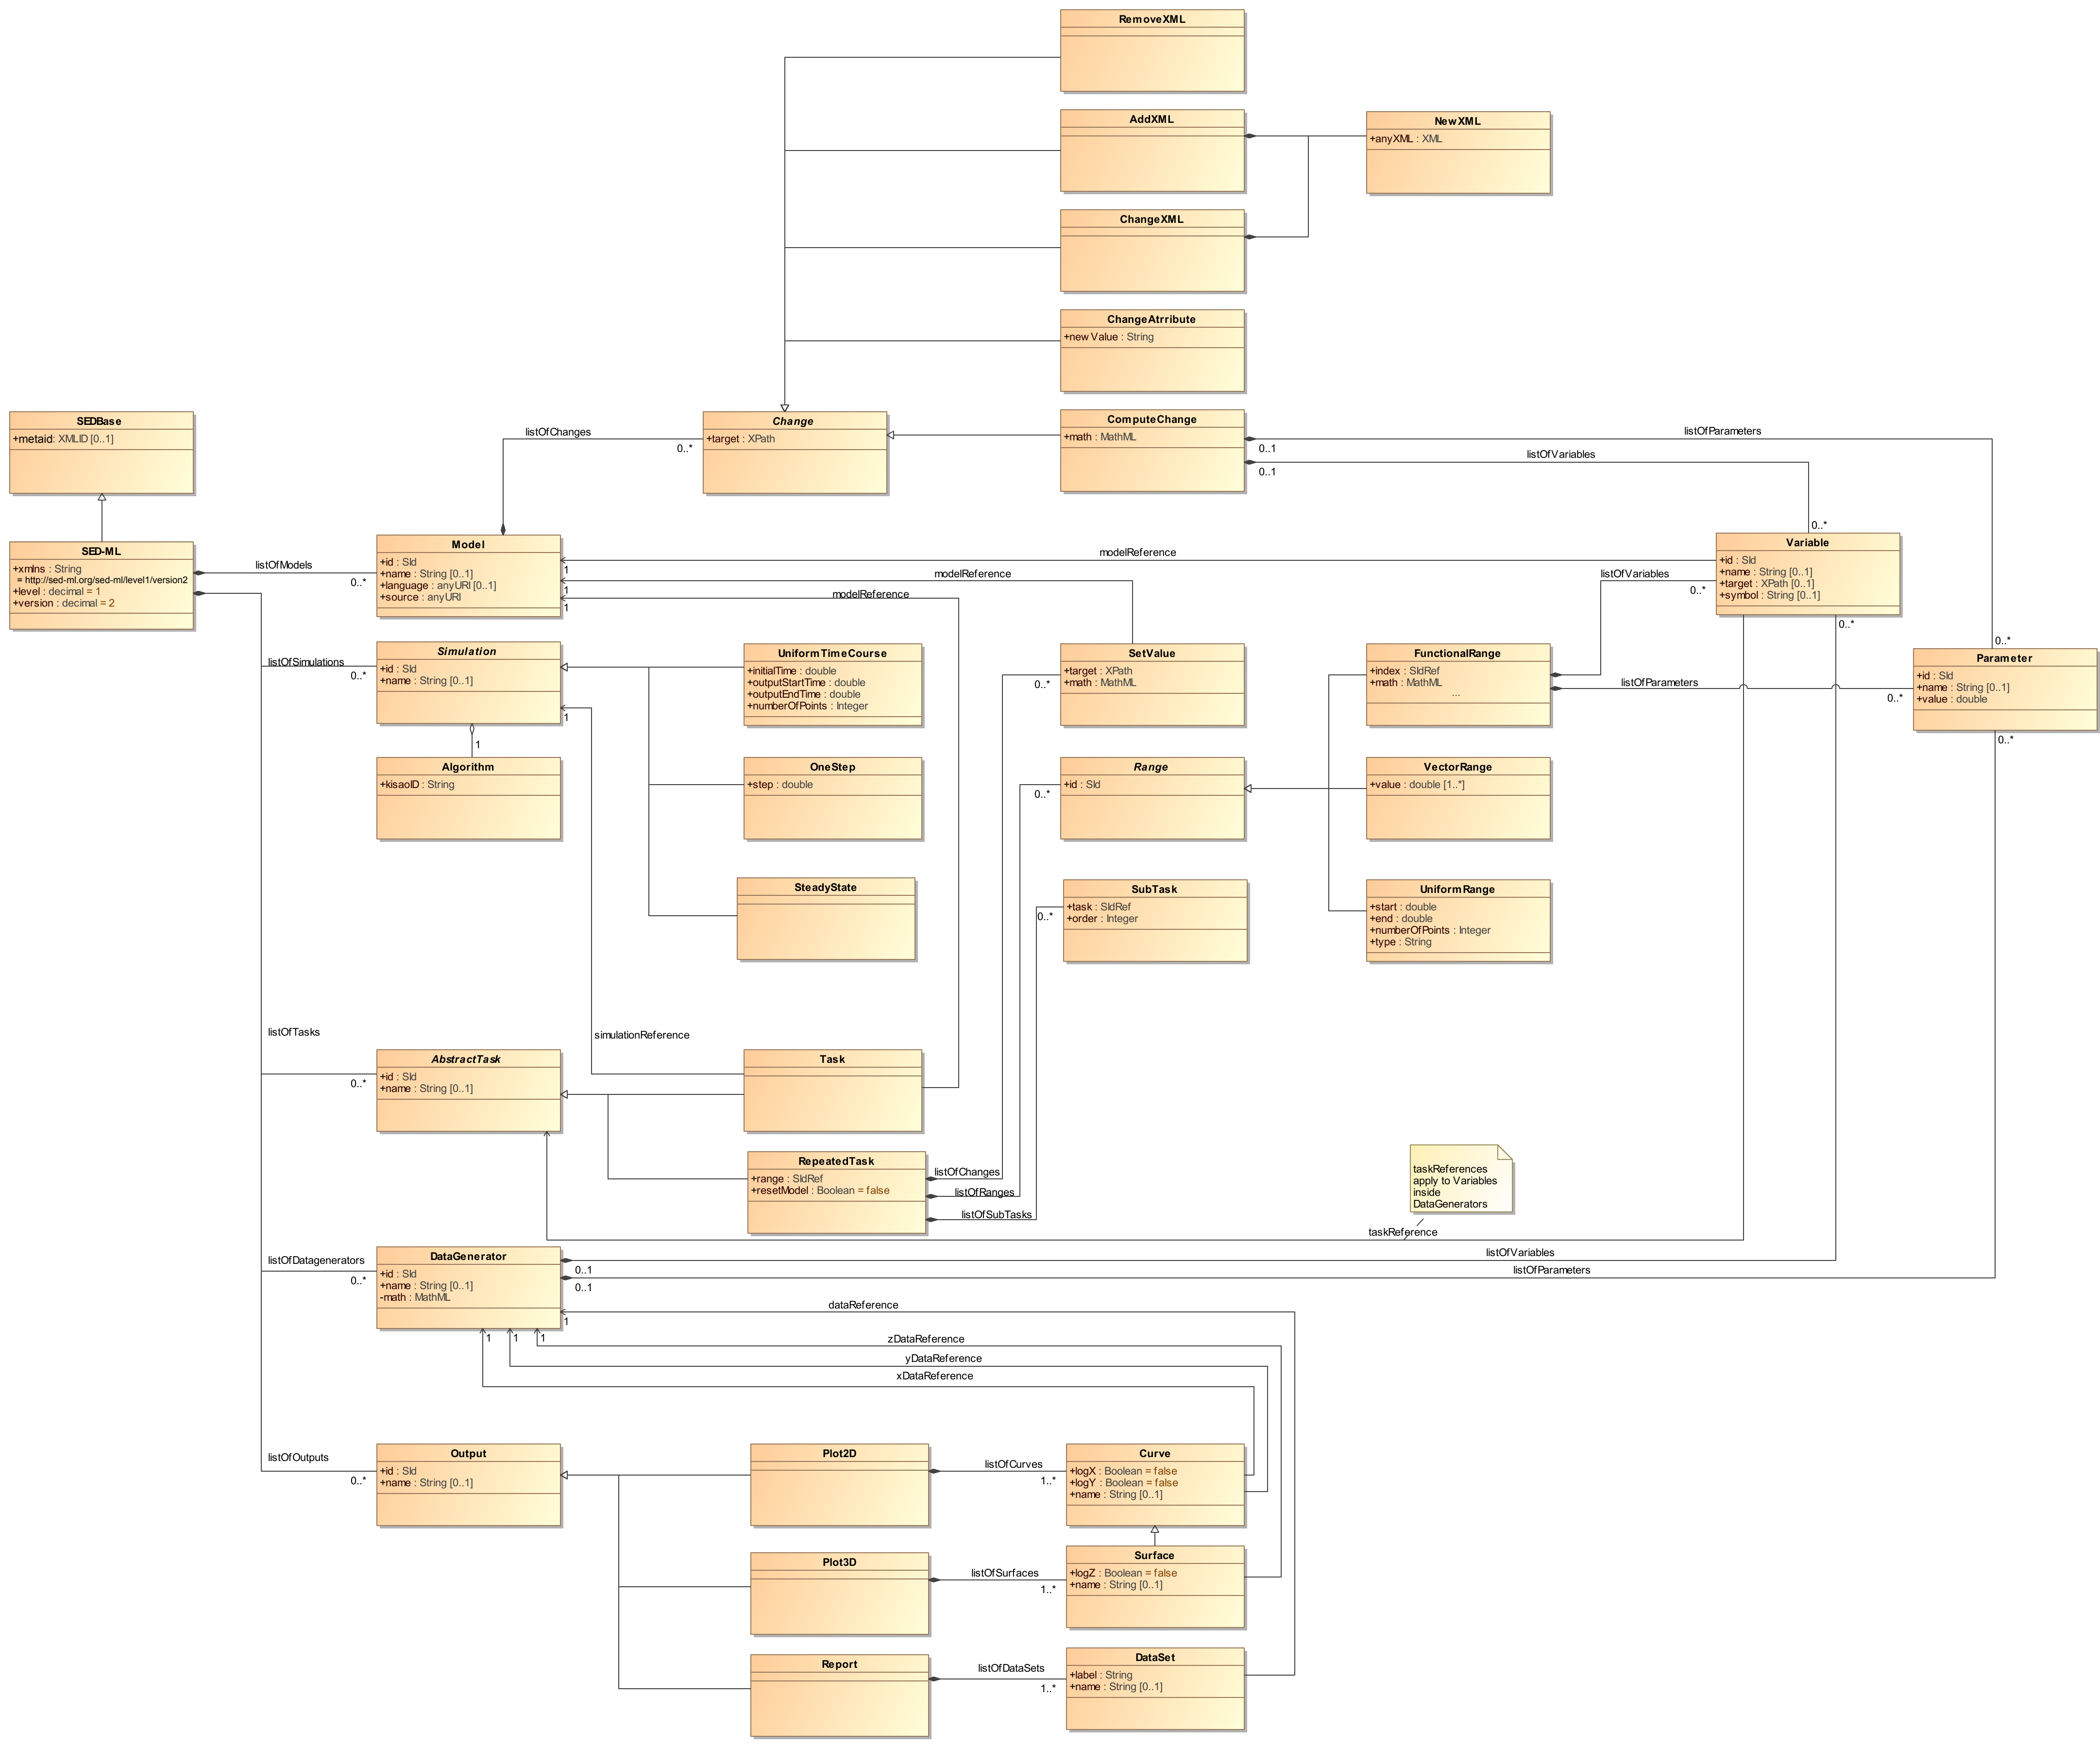 RemoveXML
AddXML
NewXML
+anyXML : XML
ChangeXML
ChangeAtrribute
+newValue : String
SEDBase
+metaid: XMLID [0..1]
listOfChanges
0..*
Change
+target : XPath
ComputeChange
+math : MathML
0..1
0..1
listOfParameters
listOfVariables
0..*
SED-ML
+xmlns : String
= http://sed-ml.org/sed-ml/level1/version2
+level : decimal = 1
+version : decimal = 2
listOfModels
0..*
Model
+id : SId
+name : String [0..1]
+language : anyURI [0..1]
+source : anyURI
1
1
1
modelReference
modelReference
modelReference
listOfVariables
0..*
Variable
+id : SId
+name : String [0..1]
+target : XPath [0..1]
+symbol : String [0..1]
0..*
listOfSimulations
0..*
Simulation
+id : SId
+name : String [0..1]
1
1
UniformTimeCourse
+initialTime : double
+outputStartTime : double
+outputEndTime : double
+numberOfPoints : Integer
0..*
SetValue
+target : XPath
+math : MathML
FunctionalRange
+index : SIdRef
+math : MathML
...
listOfParameters
0..*
0..*
Parameter
+id : SId
+name : String [0..1]
+value : double
0..*
Algorithm
+kisaoID : String
OneStep
+step : double
0..*
Range
+id : SId
VectorRange
+value : double [1..*]
SteadyState
0..*
SubTask
+task : SIdRef
+order : Integer
UniformRange
+start : double
+end : double
+numberOfPoints : Integer
+type : String
listOfTasks
0..*
simulationReference
AbstractTask
+id : SId
+name : String [0..1]
Task
RepeatedTask
+range : SIdRef
+resetModel : Boolean = false
listOfChanges
listOfRanges
listOfSubTasks
taskReferences
apply to Variables
inside
DataGenerators
taskReference
listOfDatagenerators
0..*
DataGenerator
+id : SId
+name : String [0..1]
-math : MathML
0..1
0..1
listOfVariables
listOfParameters
1
1
1
1
dataReference
zDataReference
yDataReference
xDataReference
listOfOutputs
0..*
Output
+id : SId
+name : String [0..1]
Plot2D
listOfCurves
1..*
Curve
+logX : Boolean = false
+logY : Boolean = false
+name : String [0..1]
Plot3D
listOfSurfaces
1..*
Surface
+logZ : Boolean = false
+name : String [0..1]
Report
listOfDataSets
1..*
DataSet
+label : String
+name : String [0..1]